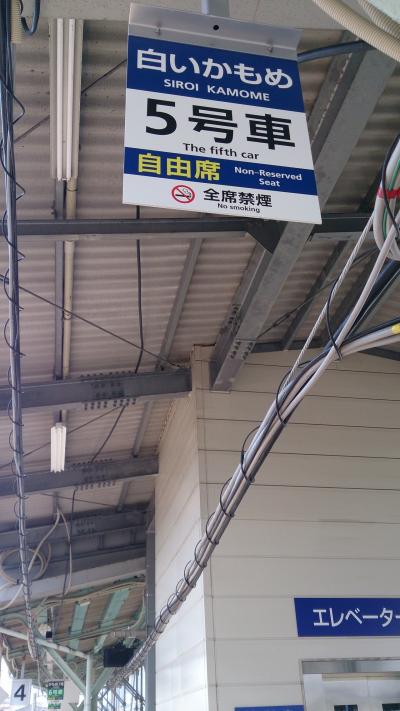 白いかもめ
SIROI KAMOME
5号車
The fifth car
自由席 Non-Reserved Seat
全席禁煙
No smoking
エレベーター
4